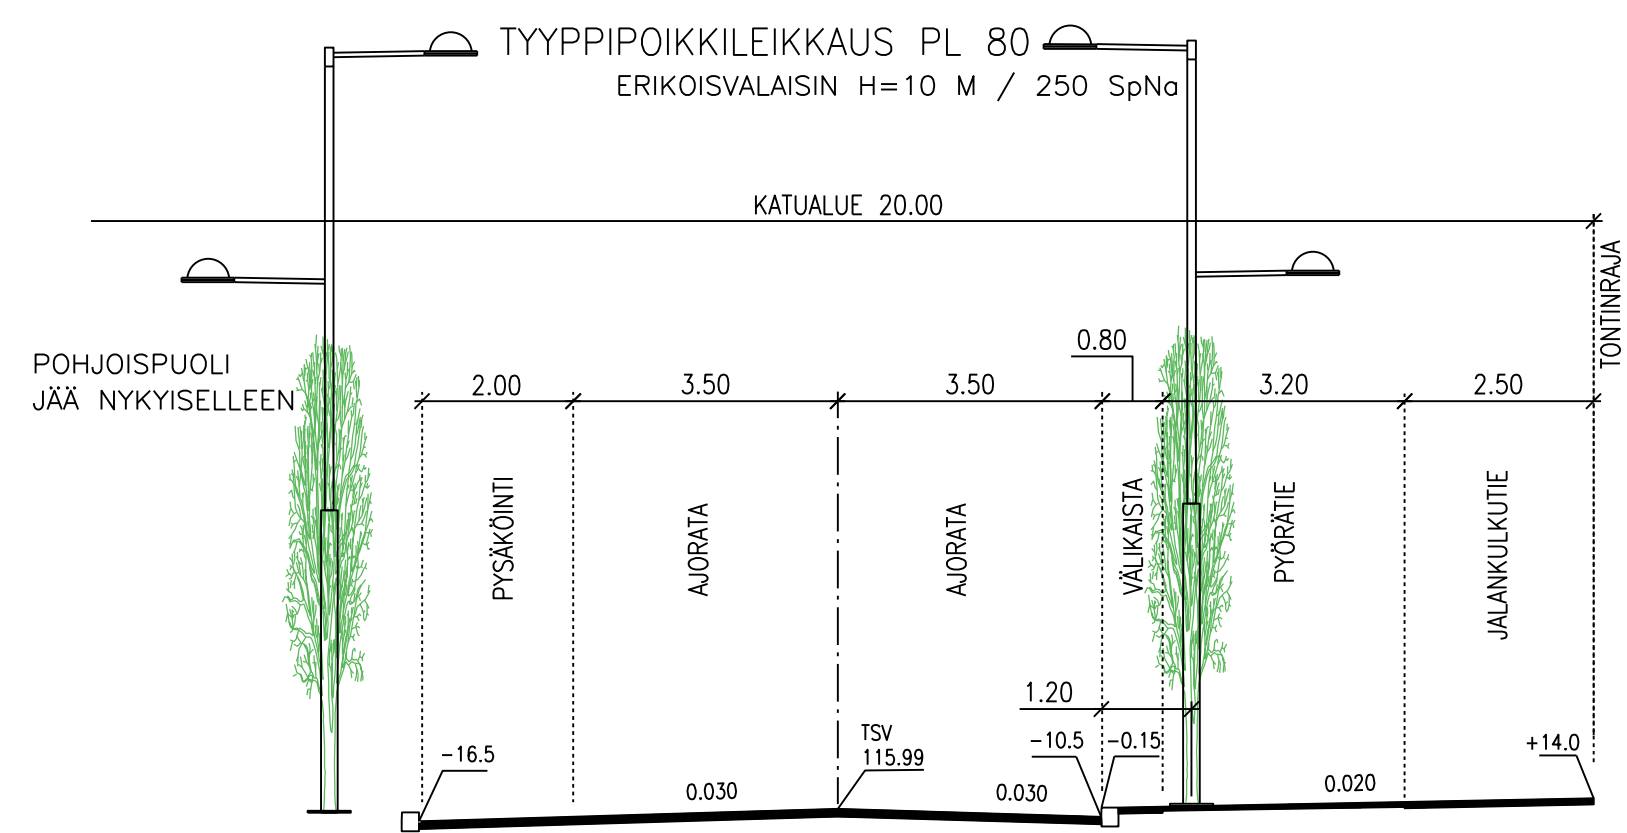 TYYPPIPOIKKILEIKKAUS PL 80
ERIKOISVALAISIN H=10 M / 250 SpNa
KATUALUE 20.00
TONTINRAJA
POHJOISPUOLI
JÄÄ NYKYISELLEEN
0.80
2.00
3.50
3.50
3.20
2.50
PYSÄKÖINTI
AJORATA
AJORATA
VÄLIKAISTA
PYÖRÄTIE
JALANKULKUTIE
1.20
-16.5
TSV
115.99
-10.5
-0.15
+14.0
0.030
0.030
0.020